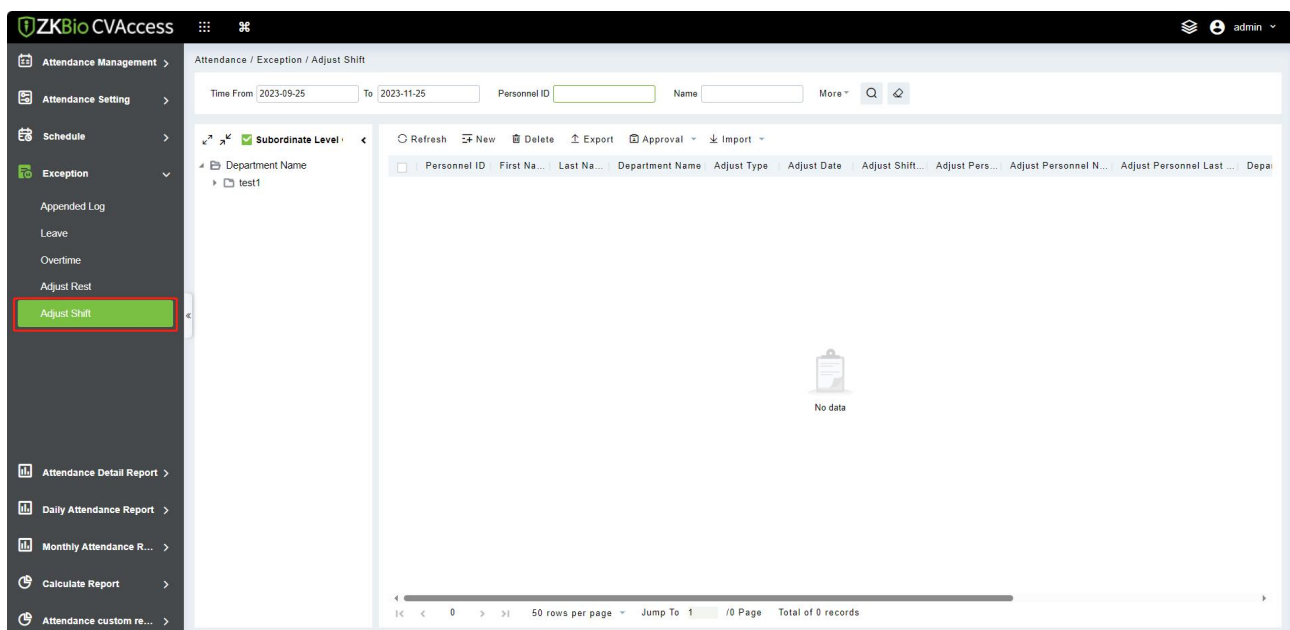 ZKBio CVAccess
admin
Attendance Management
Attendance Setting
Schedule
Exception
Appended Log
Leave
Overtime
Adjust Rest
Adjust Shift
Attendance Detail Report
Daily Attendance Report
Monthly Attendance R...
Calculate Report
Attendance custom re...
Attendance / Exception / Adjust Shift
Time From 2023-09-25 To 2023-11-25 Personnel ID Name More
Subordinate Level
Department Name
test1
Refresh New Delete Export Approval Import
Personnel ID First Na... Last Na... Department Name Adjust Type Adjust Date Adjust Shift... Adjust Pers... Adjust Personnel N... Adjust Personnel Last ... Depa
No data
0 50 rows per page Jump To 1 /0 Page Total of 0 records